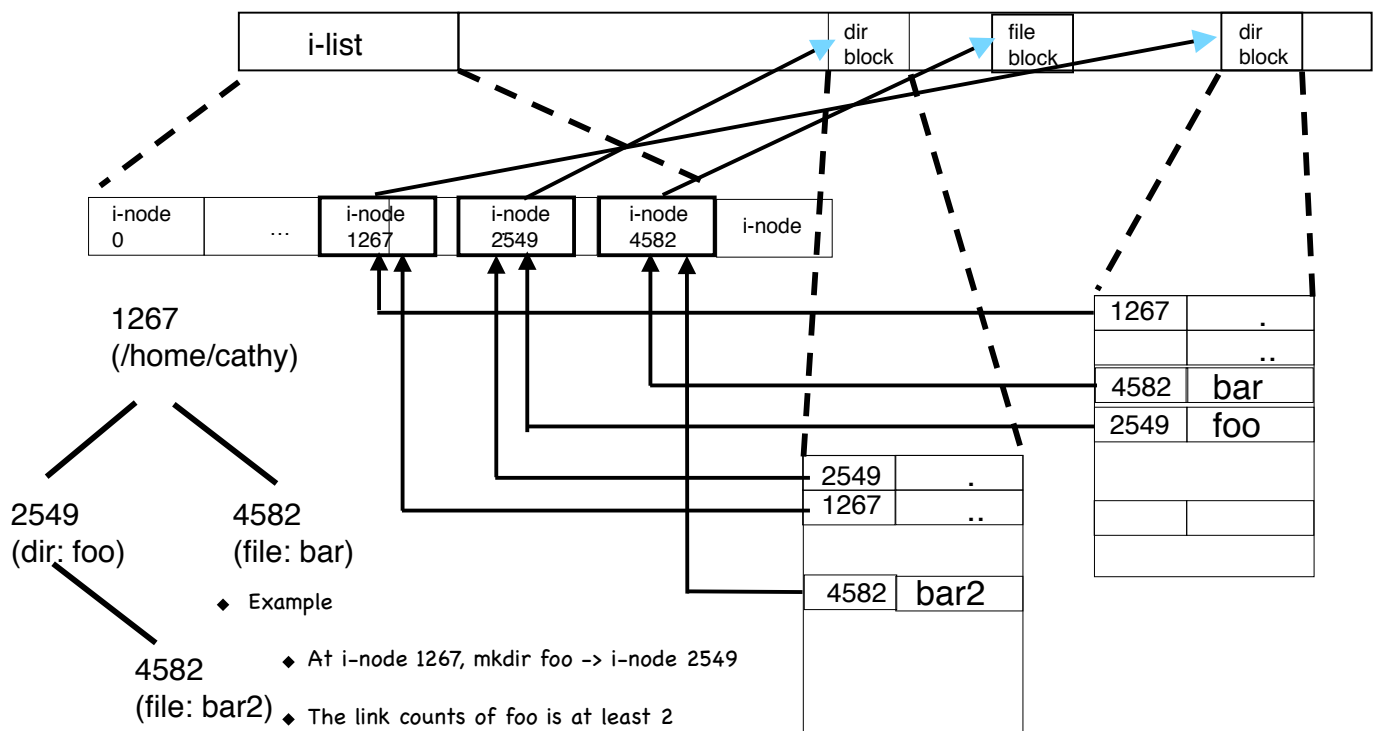 i-list
dir
block
file
block
dir
block
i-node
0
...
i-node
1267
i-node
2549
i-node
4582
i-node
1267
(/home/cathy)
2549
(dir: foo)
4582
(file: bar)
4582
(file: bar2)
1267 .
..
4582 bar
2549 foo
2549 .
1267 ..
4582 bar2
◆ Example
◆ At i-node 1267, mkdir foo -> i-node 2549
◆ The link counts of foo is at least 2